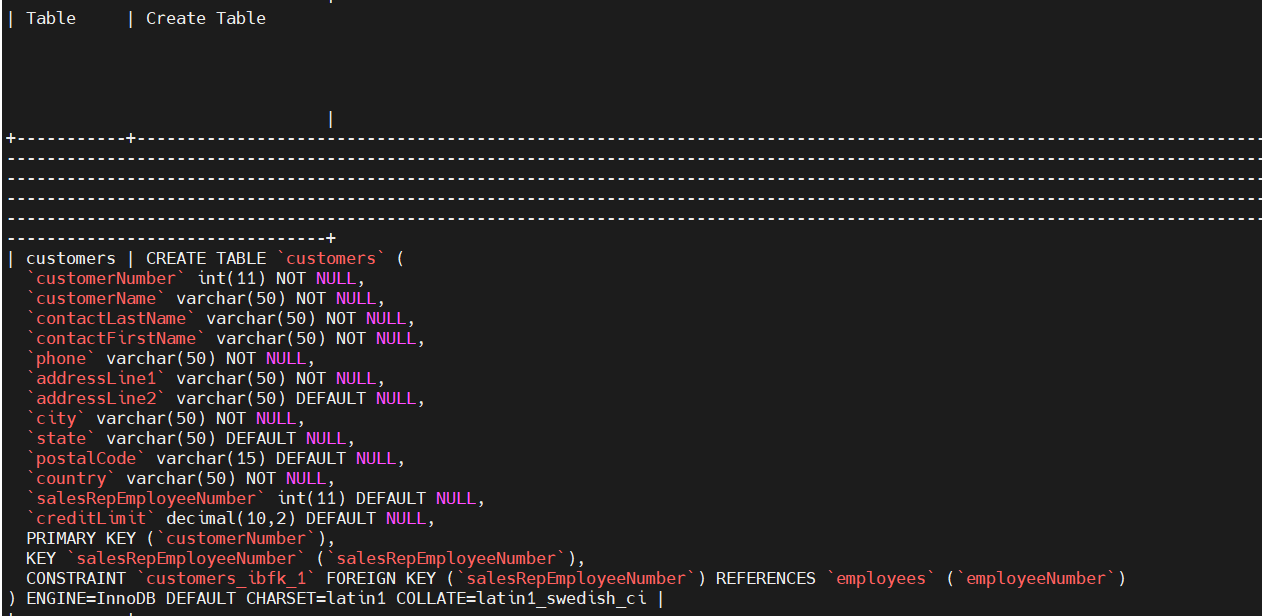 | Table     | Create Table
|
+-----------+-----------------------------------------------------------------------------------------------------------------
------------------------------------------------------------------------------------------------------------------------------
------------------------------------------------------------------------------------------------------------------------------
------------------------------------------------------------------------------------------------------------------------------
------------------------------------------------------------------------------------------------------------------------------
--------------------------------+
| customers | CREATE TABLE `customers` (
  `customerNumber` int(11) NOT NULL,
  `customerName` varchar(50) NOT NULL,
  `contactLastName` varchar(50) NOT NULL,
  `contactFirstName` varchar(50) NOT NULL,
  `phone` varchar(50) NOT NULL,
  `addressLine1` varchar(50) NOT NULL,
  `addressLine2` varchar(50) DEFAULT NULL,
  `city` varchar(50) NOT NULL,
  `state` varchar(50) DEFAULT NULL,
  `postalCode` varchar(15) DEFAULT NULL,
  `country` varchar(50) NOT NULL,
  `salesRepEmployeeNumber` int(11) DEFAULT NULL,
  `creditLimit` decimal(10,2) DEFAULT NULL,
  PRIMARY KEY (`customerNumber`),
  KEY `salesRepEmployeeNumber` (`salesRepEmployeeNumber`),
  CONSTRAINT `customers_ibfk_1` FOREIGN KEY (`salesRepEmployeeNumber`) REFERENCES `employees` (`employeeNumber`)
) ENGINE=InnoDB DEFAULT CHARSET=latin1 COLLATE=latin1_swedish_ci |